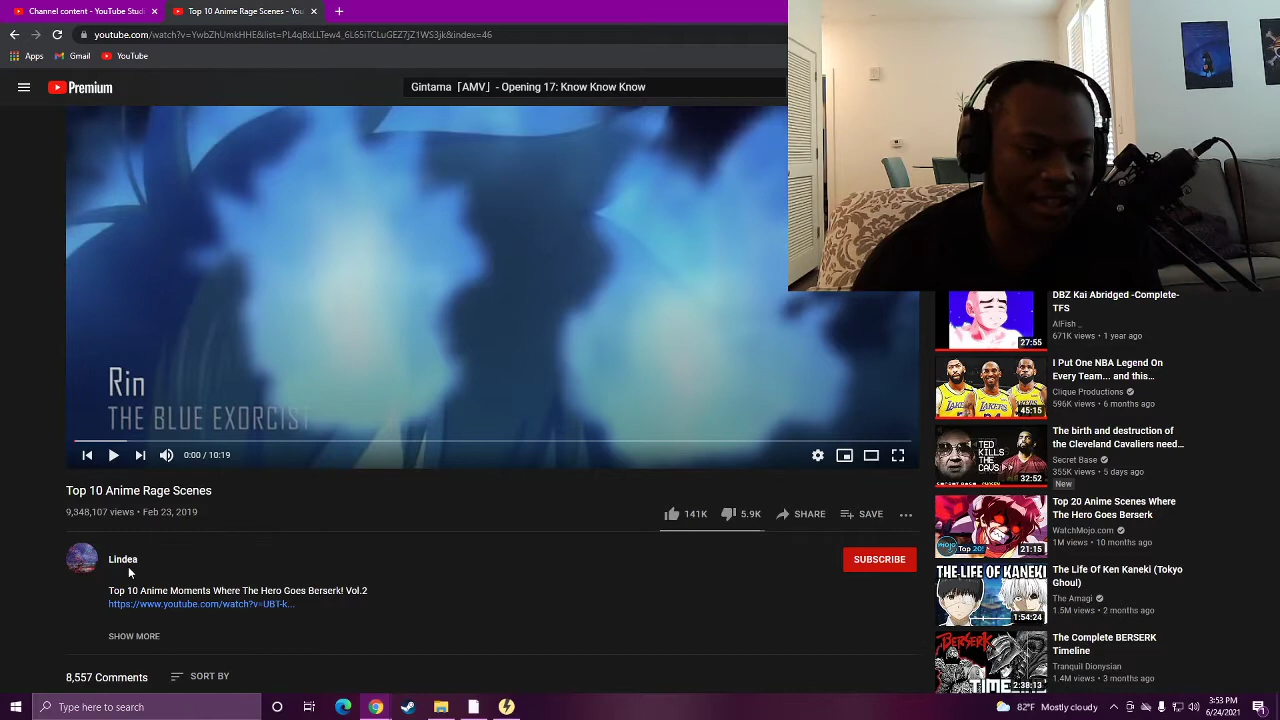 Channel content - YouTube Studi
Top 10 Anime Rage Scenes - You
youtube.com/watch?v=YwbZhUmkHHE&list=PL4q8xLLTev4_6L65iTCLuGEZ7jZ1WS3jk&index=4
Apps
Gmail
YouTube
Premium
Gintama「AMV」- Opening 17: Know Know Know
Rin
THE BLUE EXOR
0:00 / 10:19
Top 10 Anime Rage Scenes
9,348,107 views • Feb 23, 2019
141K
5.9K
SHARE
SAVE
Lindea
SUBSCRIBE
Top 10 Anime Moments Where The Hero Goes Berserk Vol.2
https://www.youtube.com/watch?v=UBT-k...
SHOW MORE
8,557 Comments
SORT BY
DBZ Kai Abridged -Complete-
TFS
AlFish _
671K views • 1 year ago
27:55
I Put One NBA Legend On
Every Team... and this...
Clique Productions
596K views • 6 months ago
45:15
The birth and destruction of
the Cleveland Cavaliers need...
Secret Base
355K views • 5 days ago
New
TED
KILLS
THE
CAVS
32:52
Top 20 Anime Scenes Where
The Hero Goes Berserk
WatchMojo.com
1M views • 10 months ago
mojo
Top 20!
21:15
The Life Of Ken Kaneki (Tokyo
Ghoul)
The Amagi
1.5M views • 2 months ago
THE LIFE OF KANEKI
1:54:24
The Complete BERSERK
Timeline
Tranquil Dionysian
1.4M views • 3 months ago
BERSERK
TIMELINE
2:38:13
Type here to search
82°F Mostly cloudy
3:53 PM
6/24/2021